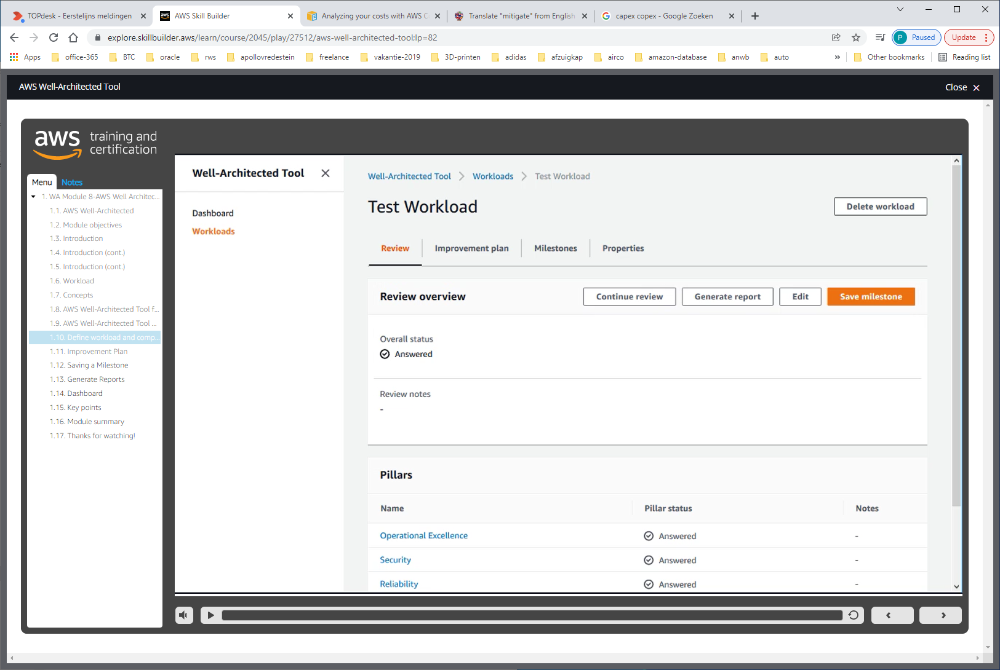 TOPdesk - Eerstelijns meldingen
AWS Skill Builder
Analyzing your costs with AWS C
Translate "mitigate" from English
capex copex - Google Zoeken
explore.skillbuilder.aws/learn/course/2045/play/27512/aws-well-architected-tool;lp=82
P Paused
Update
Apps
office-365
BTC
oracle
rws
apollovredestein
freelance
vakantie-2019
3D-printen
adidas
afzuigkap
airco
amazon-database
anwb
auto
»
Other bookmarks
Reading list
AWS Well-Architected Tool
Close
aws training and certification
Menu
Notes
1. WA Module 8-AWS Well Architec...
1.1. AWS Well-Architected
1.2. Module objectives
1.3. Introduction
1.4. Introduction (cont.)
1.5. Introduction (cont.)
1.6. Workload
1.7. Concepts
1.8. AWS Well-Architected Tool f...
1.9. AWS Well-Architected Tool ...
1.10. Define workload and comp...
1.11. Improvement Plan
1.12. Saving a Milestone
1.13. Generate Reports
1.14. Dashboard
1.15. Key points
1.16. Module summary
1.17. Thanks for watching!
Well-Architected Tool
Dashboard
Workloads
Well-Architected Tool > Workloads > Test Workload
Test Workload
Delete workload
Review
Improvement plan
Milestones
Properties
Review overview
Continue review
Generate report
Edit
Save milestone
Overall status
Answered
Review notes
-
Pillars
Name Pillar status Notes
Operational Excellence Answered -
Security Answered -
Reliability Answered -